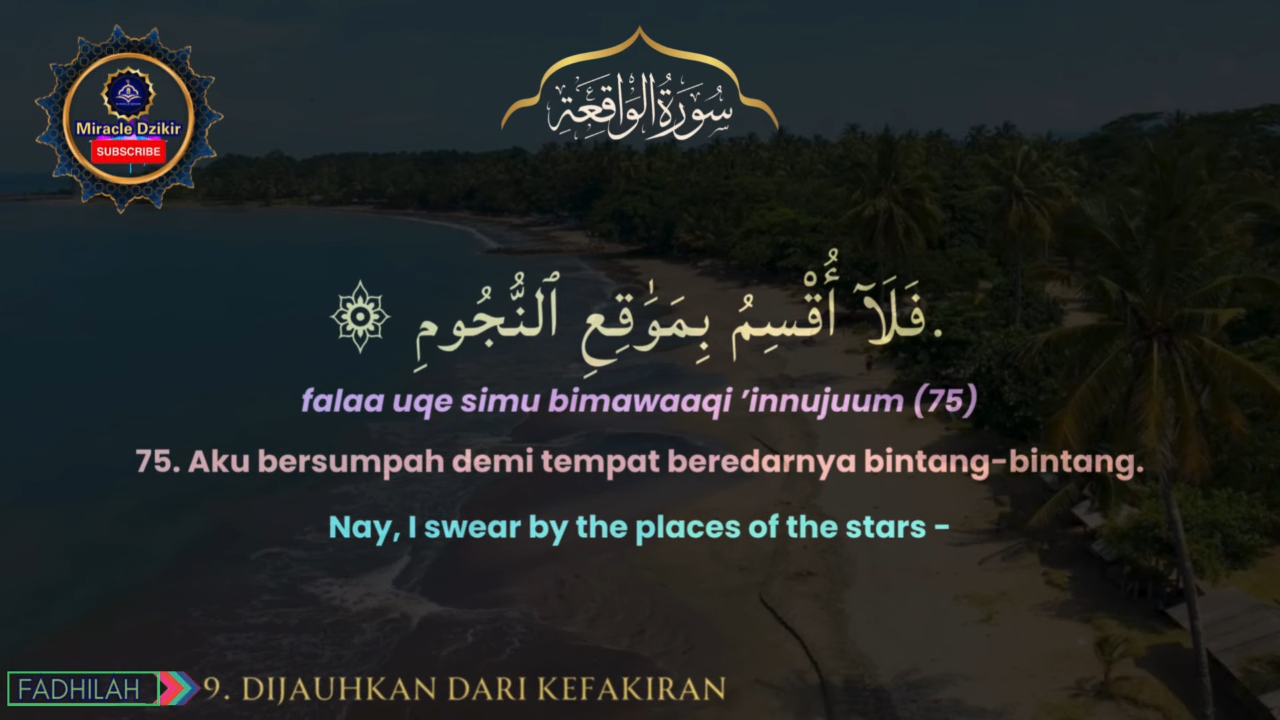 Miracle Dzikir
SUBSCRIBE
سُورَةُ الْوَاقِعَةِ
فَلَآ أُقْسِمُ بِمَوَٰقِعِ ٱلنُّجُومِ.
falaa uqe simu bimawaaqi ’innujuum (75)
75. Aku bersumpah demi tempat beredarnya bintang-bintang.
Nay, I swear by the places of the stars -
FADHILAH
9. DIJAUHKAN DARI KEFAKIRAN